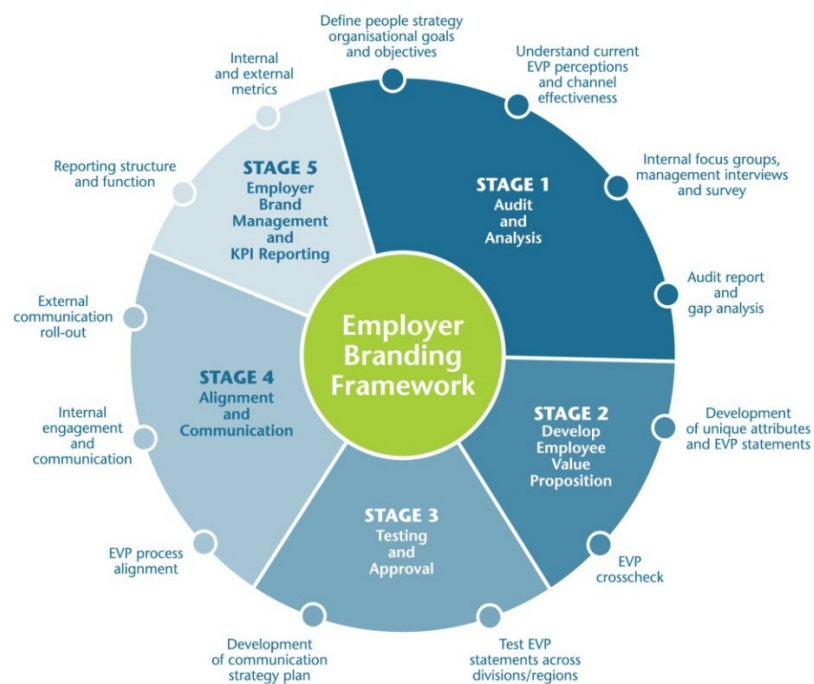 Define people strategy
organisational goals
and objectives
Understand current
EVP perceptions
and channel
effectiveness
Internal focus groups,
management interviews
and survey
Audit report
and
gap analysis
STAGE 1
Audit
and
Analysis
Development
of unique attributes
and EVP statements
EVP
crosscheck
STAGE 2
Develop
Employee
Value
Proposition
Test EVP
statements across
divisions/regions
Development
of communication
strategy plan
STAGE 3
Testing
and
Approval
EVP process
alignment
Internal
engagement
and
communication
External
communication
roll-out
STAGE 4
Alignment
and
Communication
Reporting structure
and function
Internal
and external
metrics
STAGE 5
Employer
Brand
Management
and
KPI Reporting
Employer
Branding
Framework